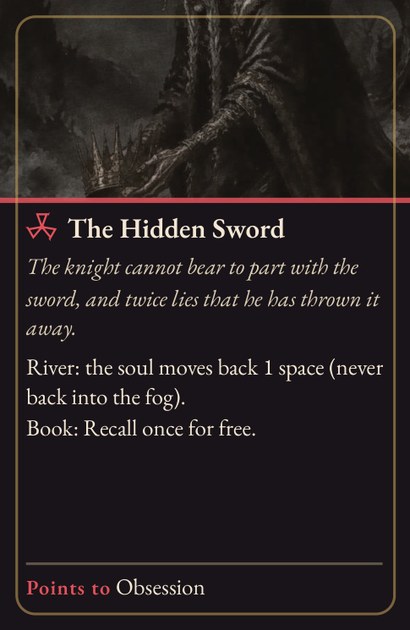 The Hidden Sword
The knight cannot bear to part with the
sword, and twice lies that he has thrown it
away.
River: the soul moves back 1 space (never
back into the fog).
Book: Recall once for free.
Points to Obsession